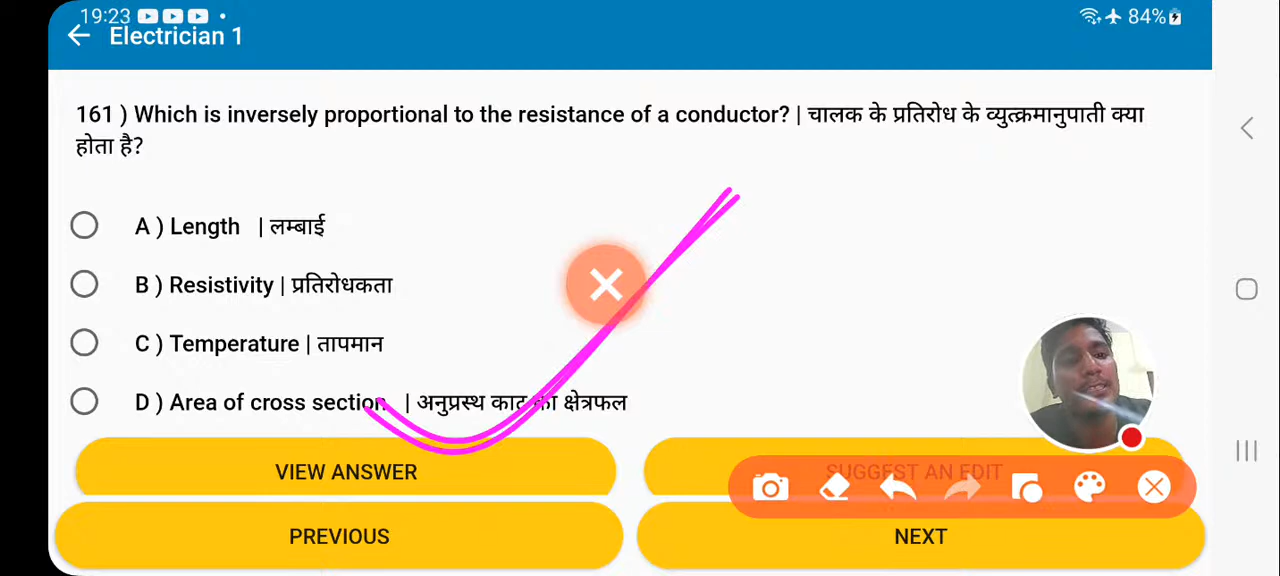 19:23
84%
Electrician 1
161 ) Which is inversely proportional to the resistance of a conductor? | चालक के प्रतिरोध के व्युत्क्रमानुपाती क्या
होता है?
A ) Length | लम्बाई
B ) Resistivity | प्रतिरोधकता
C ) Temperature | तापमान
D ) Area of cross section | अनुप्रस्थ काट का क्षेत्रफल
VIEW ANSWER
SUGGEST AN EDIT
PREVIOUS
NEXT